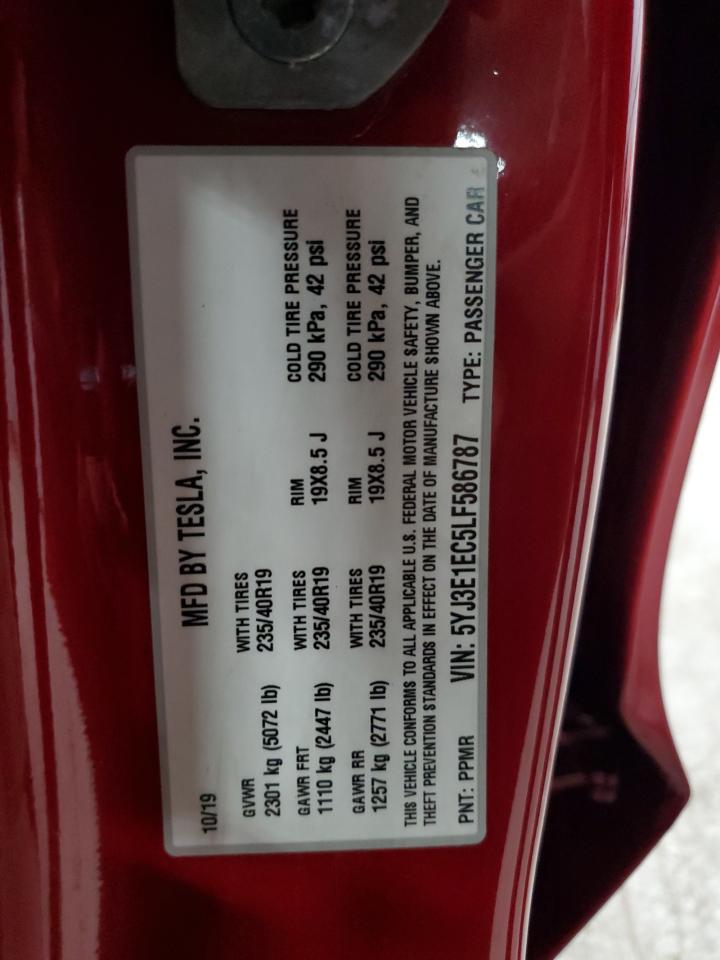 10/19
MFD BY TESLA, INC.
GVWR WITH TIRES
2301 kg (5072 lb) 235/40R19
GAWR FRT WITH TIRES RIM COLD TIRE PRESSURE
1110 kg (2447 lb) 235/40R19 19X8.5 J 290 kPa, 42 psi
GAWR RR WITH TIRES RIM COLD TIRE PRESSURE
1257 kg (2771 lb) 235/40R19 19X8.5 J 290 kPa, 42 psi
THIS VEHICLE CONFORMS TO ALL APPLICABLE U.S. FEDERAL MOTOR VEHICLE SAFETY, BUMPER, AND
THEFT PREVENTION STANDARDS IN EFFECT ON THE DATE OF MANUFACTURE SHOWN ABOVE.
PNT: PPMR VIN: 5YJ3E1EC5LF586787 TYPE: PASSENGER CAR